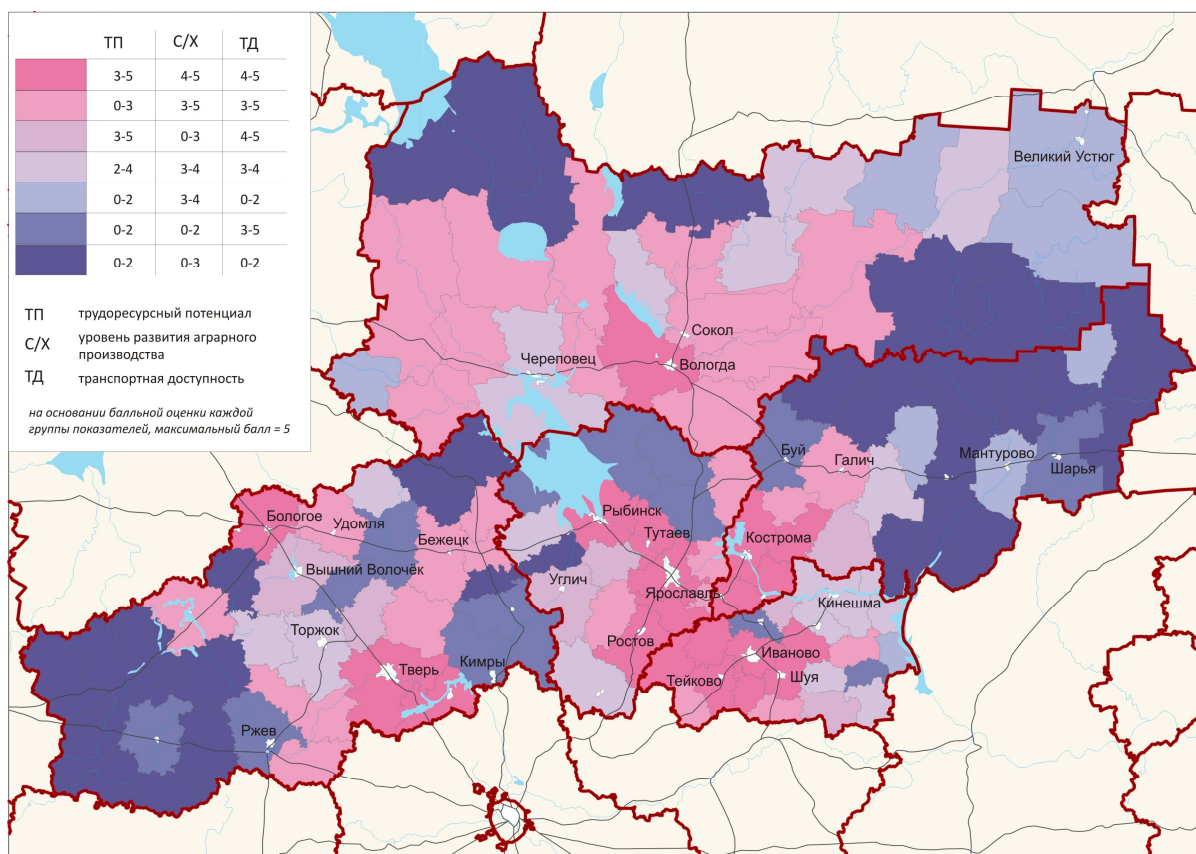 ТП С/Х ТД
3-5 4-5 4-5
0-3 3-5 3-5
3-5 0-3 4-5
2-4 3-4 3-4
0-2 3-4 0-2
0-2 0-2 3-5
0-2 0-3 0-2
ТП трудоресурсный потенциал
С/Х уровень развития аграрного
производства
ТД транспортная доступность
на основании балльной оценки каждой
группы показателей, максимальный балл = 5
Великий Устюг
Сокол
Череповец
Вологда
Буй
Галич
Мантурово
Шарья
Бологое
Удомля
Рыбинск
Бежецк
Тутаев
Кострома
Вышний Волочёк
Углич
Ярославль
Кинешма
Торжок
Ростов
Иваново
Тверь
Кимры
Тейково
Шуя
Ржев